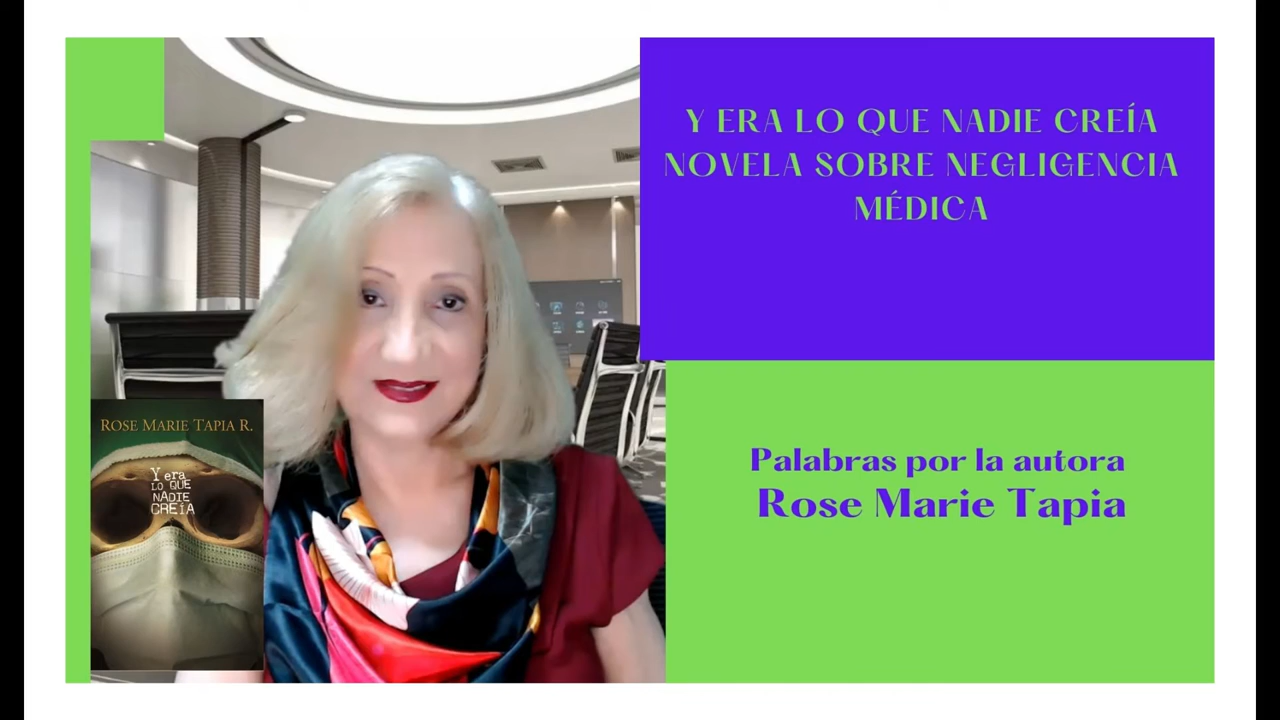 Y ERA LO QUE NADIE CREÍA
NOVELA SOBRE NEGLIGENCIA
MÉDICA
Palabras por la autora
Rose Marie Tapia
ROSE MARIE TAPIA R.
Y era
LO QUE
NADIE
CREÍA